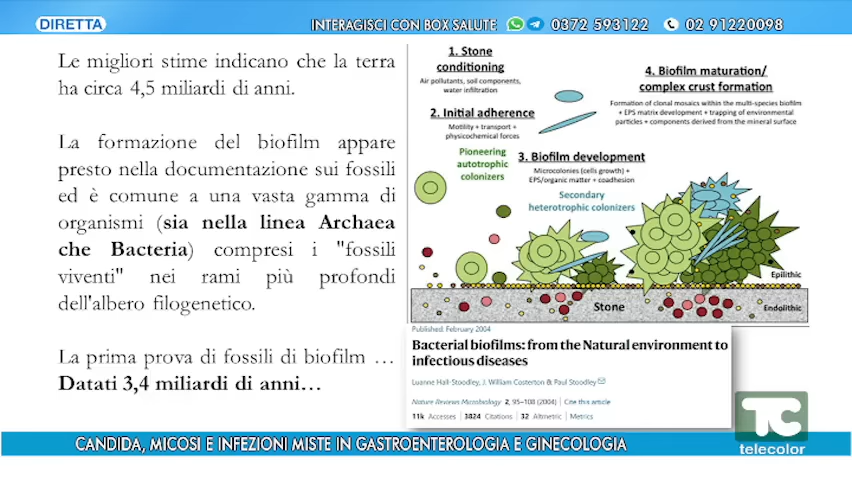 DIRETTA
INTERAGISCI CON BOX SALUTE 0372 593122 02 91220098
Le migliori stime indicano che la terra
ha circa 4,5 miliardi di anni.
La formazione del biofilm appare
presto nella documentazione sui fossili
ed è comune a una vasta gamma di
organismi (sia nella linea Archaea
che Bacteria) compresi i "fossili
viventi" nei rami più profondi
dell'albero filogenetico.
La prima prova di fossili di biofilm …
Datati 3,4 miliardi di anni…
1. Stone
conditioning
Air pollutants, soil components,
water infiltration
2. Initial adherence
Motility + transport +
physicochemical forces
Pioneering
autotrophic
colonizers
3. Biofilm development
Microcolonies (cells growth) +
EPS/organic matter + coadhesion
Secondary
heterotrophic colonizers
4. Biofilm maturation/
complex crust formation
Formation of clonal mosaics within the multi-species biofilm
+ EPS matrix development + trapping of environmental
particles + components derived from the mineral surface
Epilithic
Stone
Endolithic
Published: February 2004
Bacterial biofilms: from the Natural environment to
infectious diseases
Luanne Hall-Stoodley, J. William Costerton & Paul Stoodley
Nature Reviews Microbiology 2, 95–108 (2004) | Cite this article
11k Accesses | 3824 Citations | 32 Altmetric | Metrics
TC
telecolor
CANDIDA, MICOSI E INFEZIONI MISTE IN GASTROENTEROLOGIA E GINECOLOGIA